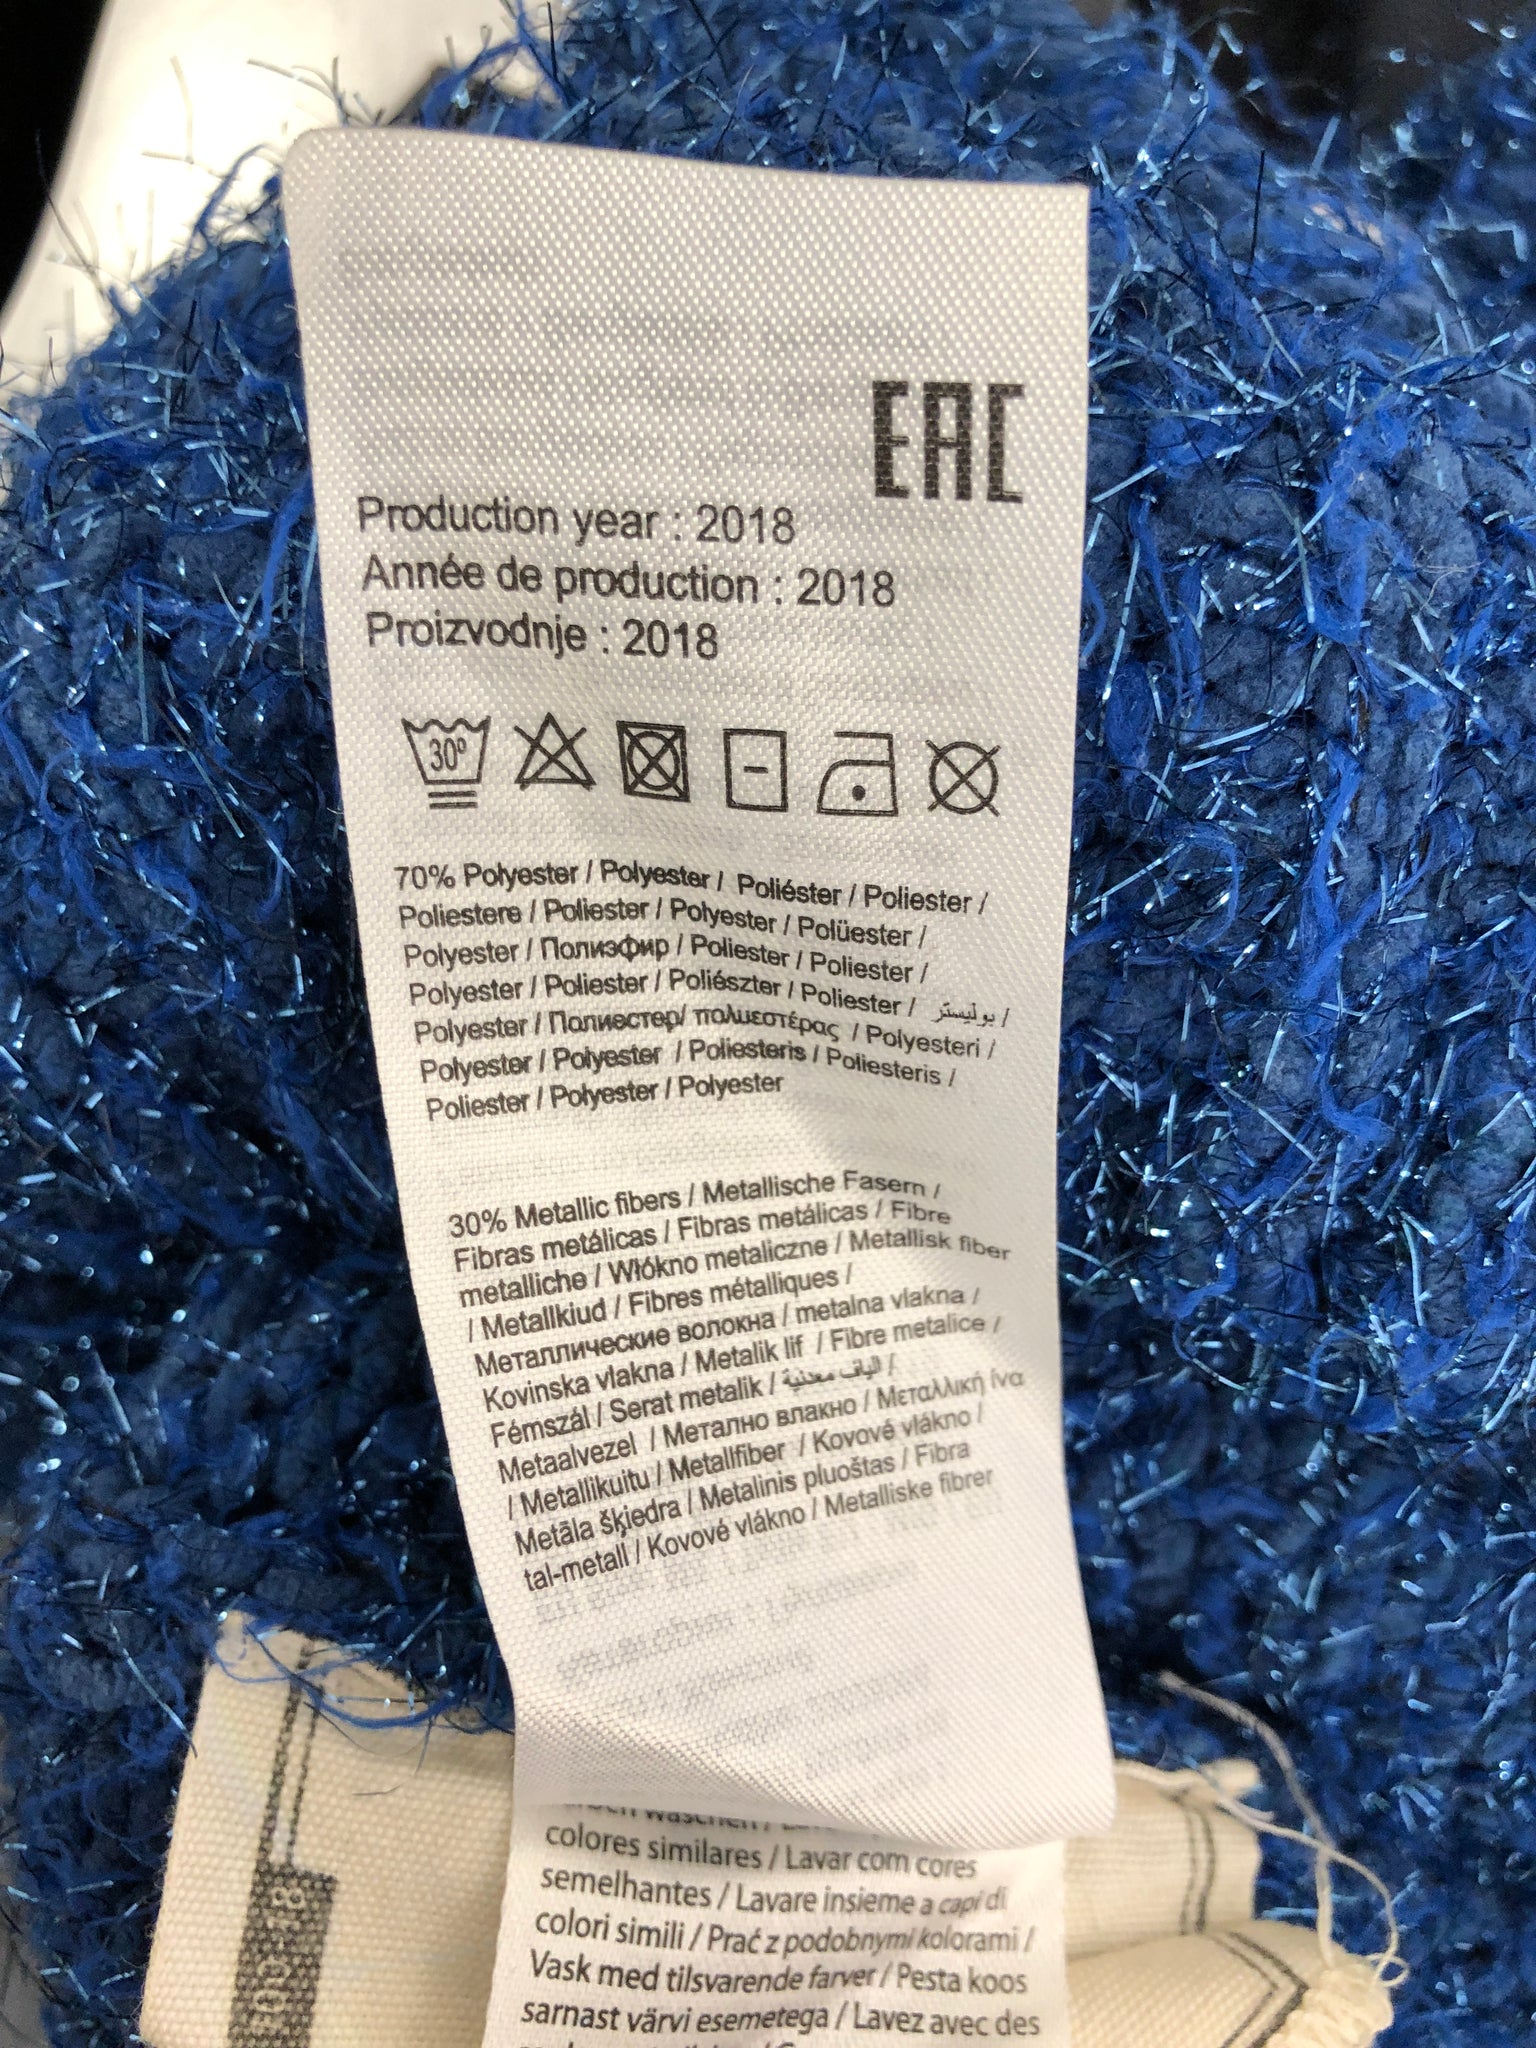 EAC
Production year : 2018
Année de production : 2018
Proizvodnje : 2018
30°
70% Polyester / Polyester / Poliéster / Poliester /
Poliestere / Poliester / Polyester / Polüester /
Polyester / Полиэфир / Poliester / Poliester /
Polyester / Poliester / Poliészter / Poliester / بوليستر /
Polyester / Полиестер/ πολυεστέρας / Polyesteri /
Polyester / Polyester / Poliesteris / Poliesteris /
Poliester / Polyester / Polyester
30% Metallic fibers / Metallische Fasern /
Fibras metálicas / Fibras metálicas / Fibre
metalliche / Włókno metaliczne / Metallisk fiber
/ Metallkiud / Fibres métalliques /
Металлические волокна / metalna vlakna /
Kovinska vlakna / Metalik lif / Fibre metalice /
Fémszál / Serat metalik / الياف معدنية /
Metaalvezel / Метално влакно / Μεταλλική ίνα
/ Metallikuitu / Metallfiber / Kovové vlákno /
Metāla šķiedra / Metalinis pluoštas / Fibra
tal-metall / Kovové vlákno / Metalliske fibrer
waschen /
colores similares / Lavar com cores
semelhantes / Lavare insieme a capi di
colori simili / Prać z podobnymi kolorami /
Vask med tilsvarende farver / Pesta koos
sarnast värvi esemetega / Lavez avec des